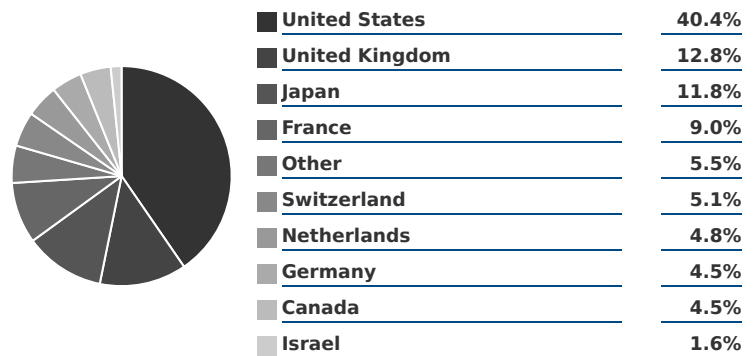 United States 40.4%
United Kingdom 12.8%
Japan 11.8%
France 9.0%
Other 5.5%
Switzerland 5.1%
Netherlands 4.8%
Germany 4.5%
Canada 4.5%
Israel 1.6%